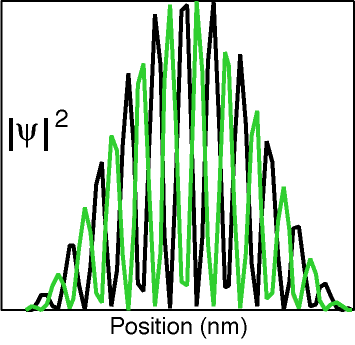 |ψ|²
Position (nm)